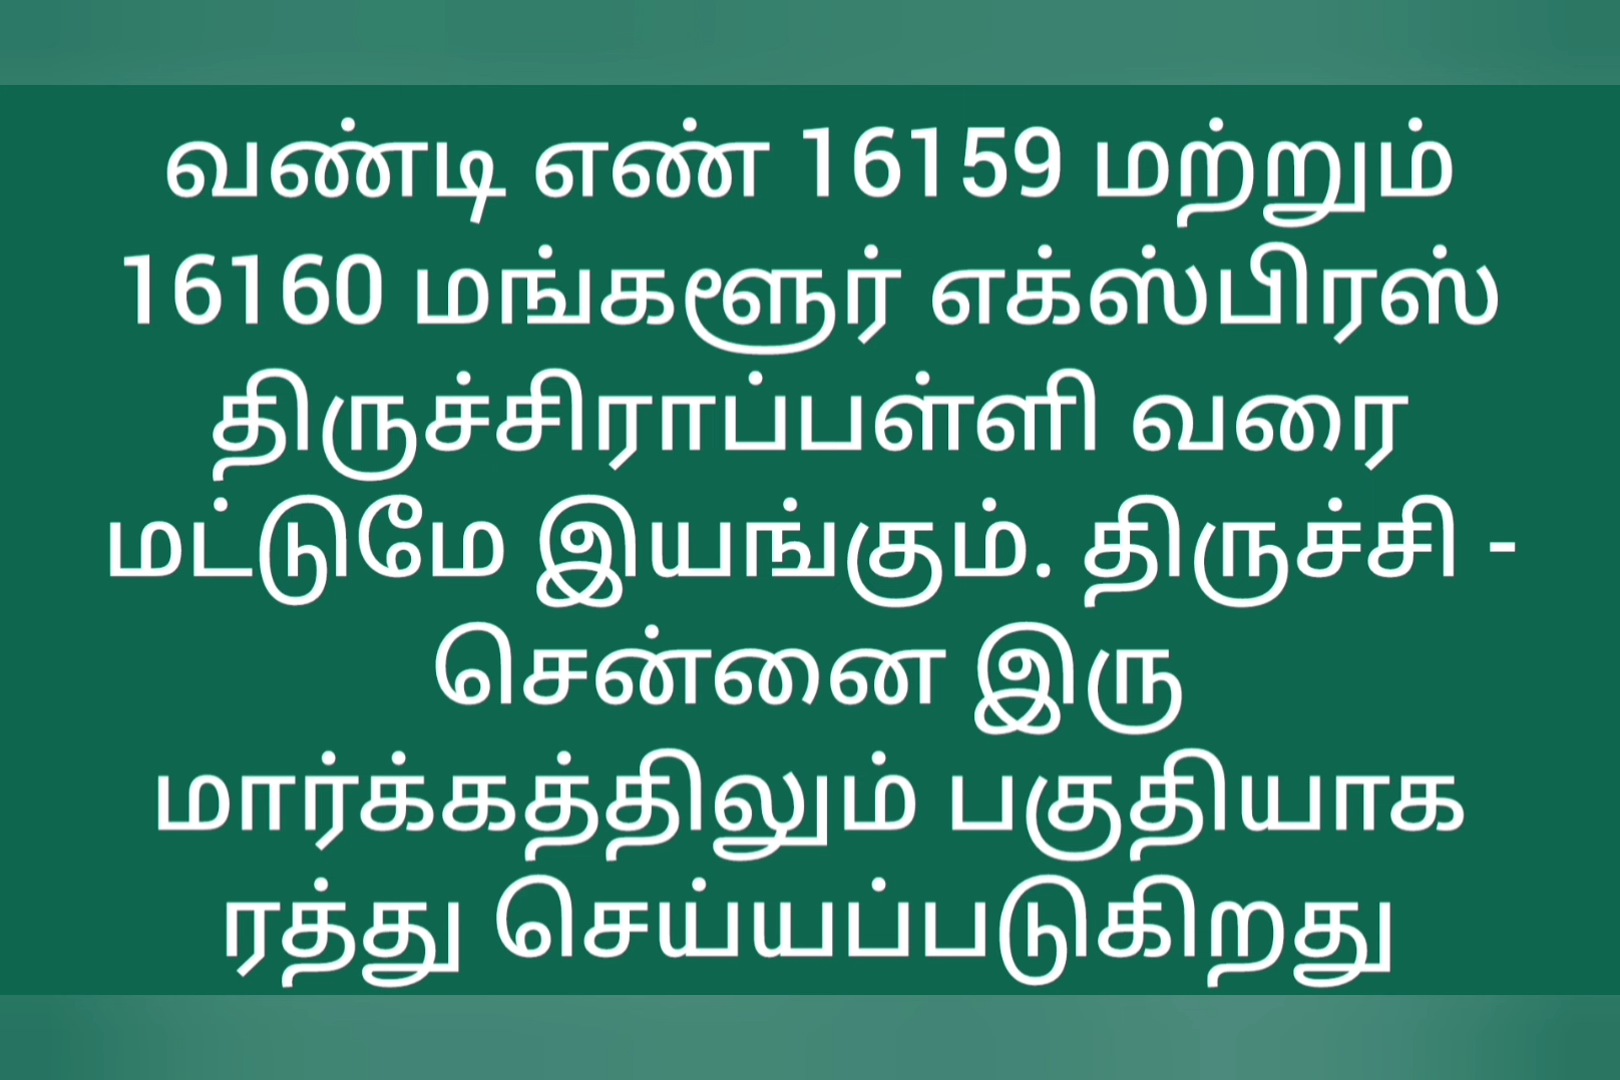 வண்டி எண் 16159 மற்றும்
16160 மங்களூர் எக்ஸ்பிரஸ்
திருச்சிராப்பள்ளி வரை
மட்டுமே இயங்கும். திருச்சி -
சென்னை இரு
மார்க்கத்திலும் பகுதியாக
ரத்து செய்யப்படுகிறது